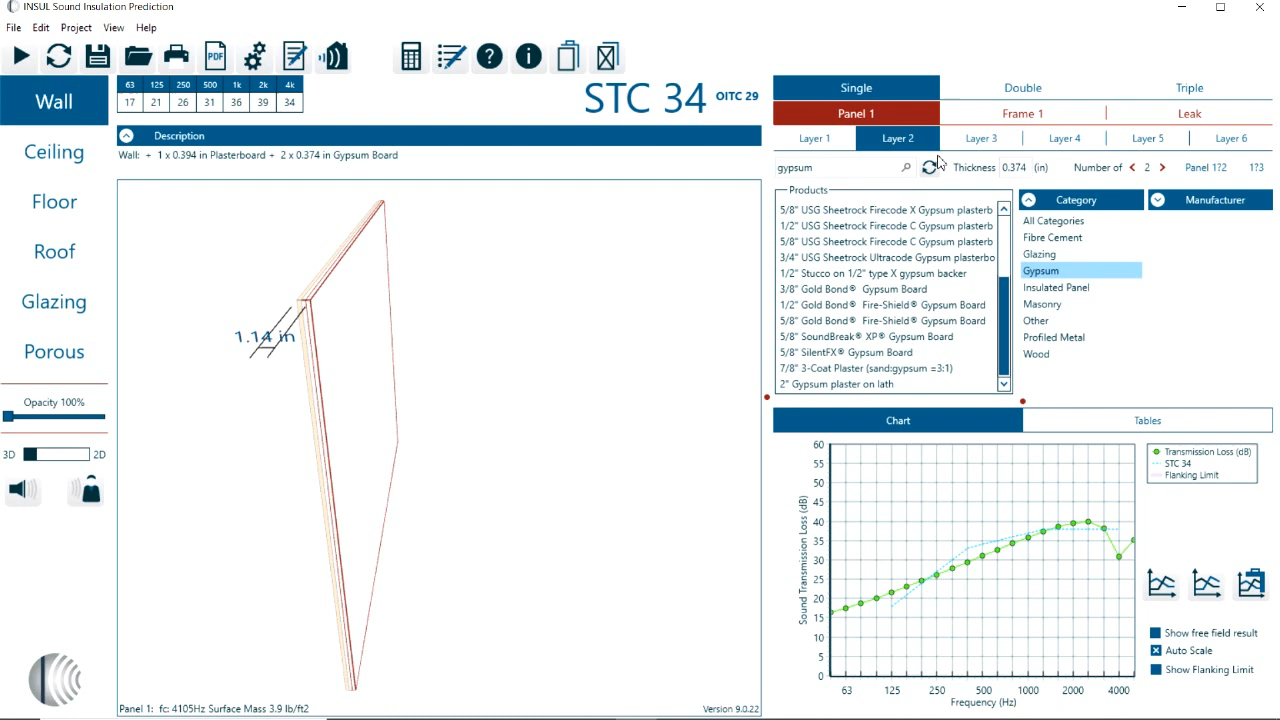 INSUL Sound Insulation Prediction
File Edit Project View Help
PDF
Wall
Ceiling
Floor
Roof
Glazing
Porous
Opacity 100%
3D 2D
63 125 250 500 1k 2k 4k
17 21 26 31 36 39 34
STC 34 OITC 29
Description
Wall: + 1 x 0.394 in Plasterboard + 2 x 0.374 in Gypsum Board
1.14 in
Panel 1: fc: 4105Hz Surface Mass 3.9 lb/ft2
Version 9.0.22
Single Double Triple
Panel 1 Frame 1 Leak
Layer 1 Layer 2 Layer 3 Layer 4 Layer 5 Layer 6
gypsum Thickness 0.374 (in) Number of < 2 > Panel 1?2 1?3
Products
5/8" USG Sheetrock Firecode X Gypsum plasterb
1/2" USG Sheetrock Firecode C Gypsum plasterb
5/8" USG Sheetrock Firecode C Gypsum plasterb
3/4" USG Sheetrock Ultracode Gypsum plasterbo
1/2" Stucco on 1/2" type X gypsum backer
3/8" Gold Bond® Gypsum Board
1/2" Gold Bond® Fire-Shield® Gypsum Board
5/8" Gold Bond® Fire-Shield® Gypsum Board
5/8" SoundBreak® XP® Gypsum Board
5/8" SilentFX® Gypsum Board
7/8" 3-Coat Plaster (sand:gypsum =3:1)
2" Gypsum plaster on lath
Category
All Categories
Fibre Cement
Glazing
Gypsum
Insulated Panel
Masonry
Other
Profiled Metal
Wood
Manufacturer
Chart Tables
60
55
50
45
40
35
30
25
20
15
10
5
0
Sound Transmission Loss (dB)
63 125 250 500 1000 2000 4000
Frequency (Hz)
Transmission Loss (dB)
STC 34
Flanking Limit
Show free field result
Auto Scale
Show Flanking Limit